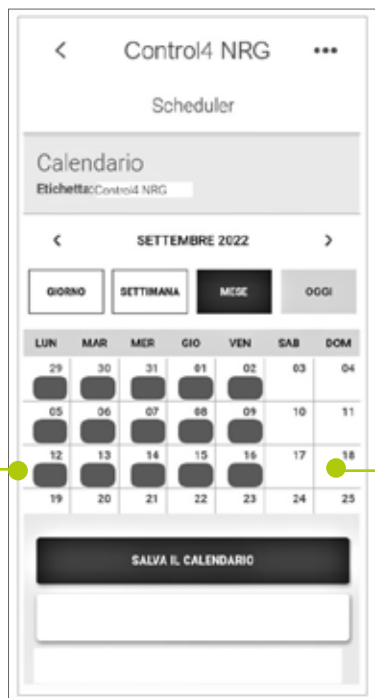 Control4 NRG
Scheduler
Calendario
Etichetta:Control4 NRG
SETTEMBRE 2022
GIORNO SETTIMANA MESE OGGI
LUN MAR MER GIO VEN SAB DOM
29 30 31 01 02 03 04
05 06 07 08 09 10 11
12 13 14 15 16 17 18
19 20 21 22 23 24 25
SALVA IL CALENDARIO